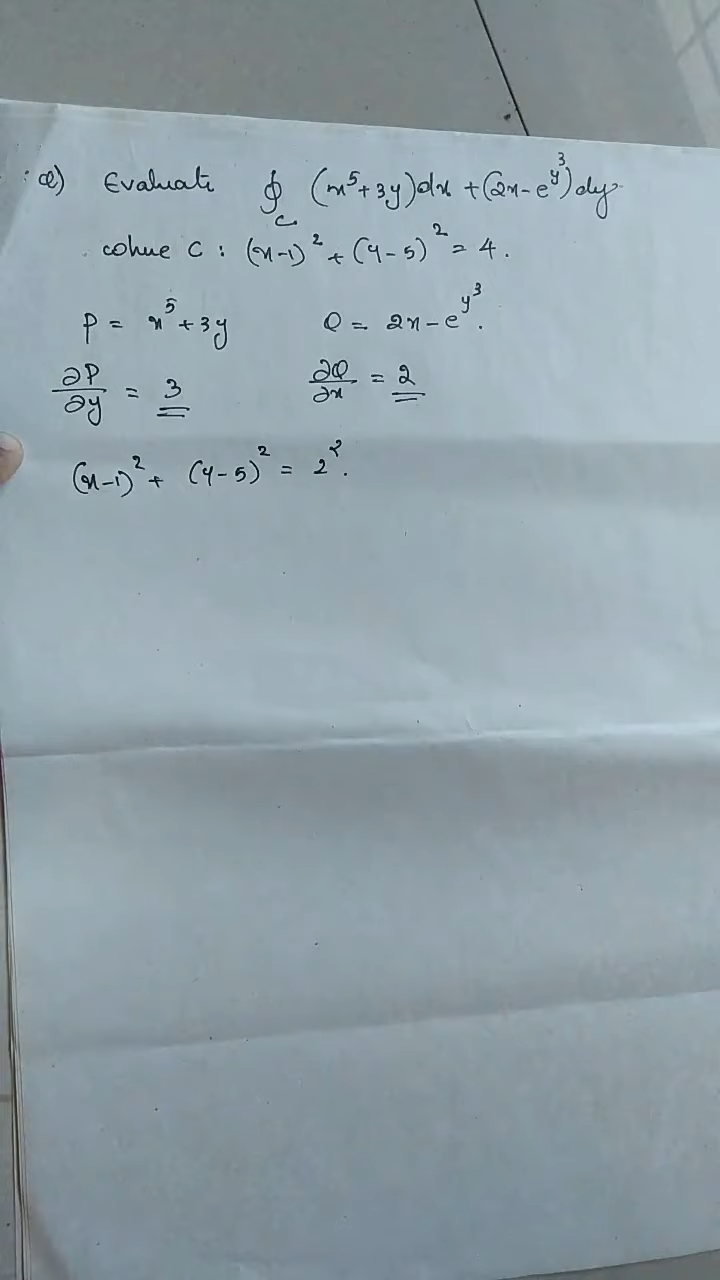 Q) Evaluate ∮_C (x^5+3y)dx + (2x-e^{y^3})dy
where C : (x-1)^2 + (y-5)^2 = 4.
P = x^5+3y Q = 2x-e^{y^3}.
∂P/∂y = 3 ∂Q/∂x = 2
(x-1)^2 + (y-5)^2 = 2^2.